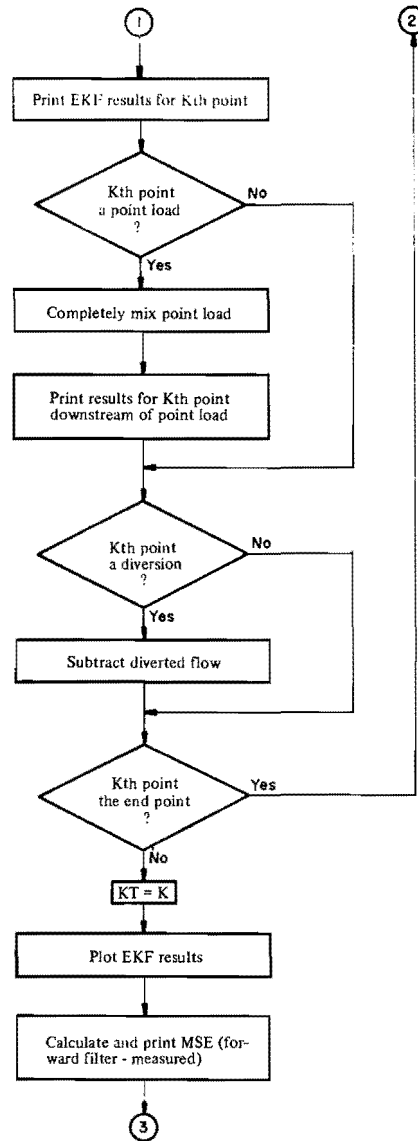 1
2
Print EKF results for Kth point
Kth point
a point load
?
No
Yes
Completely mix point load
Print results for Kth point
downstream of point load
Kth point
a diversion
?
No
Yes
Subtract diverted flow
Kth point
the end point
?
Yes
No
KT = K
Plot EKF results
Calculate and print MSE (for-
ward filter - measured)
3